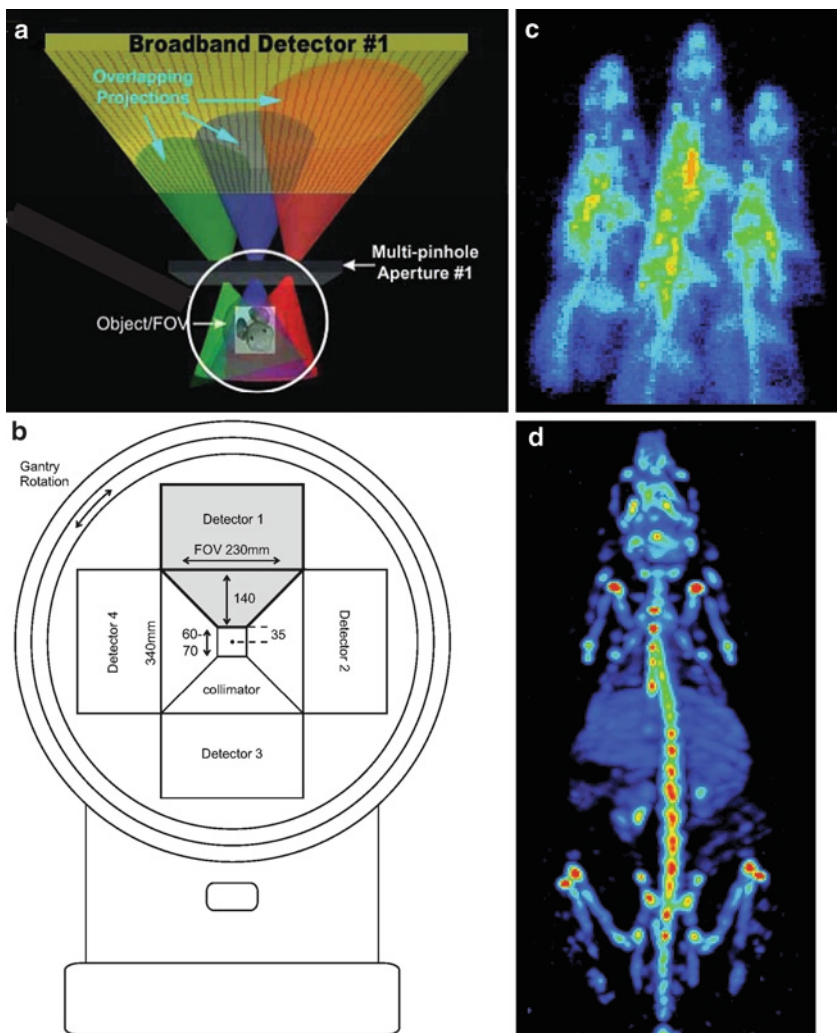 a
Broadband Detector #1
Overlapping
Projections
Multi-pinhole
Aperture #1
Object/FOV
b
Gantry
Rotation
Detector 1
FOV 230mm
140
Detector 4
340mm
60-
70
35
Detector 2
collimator
Detector 3
c
d